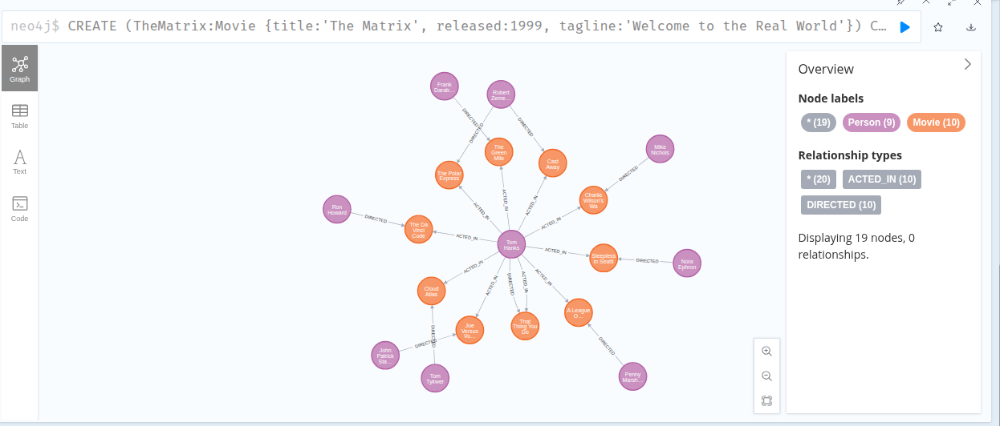 neo4j$ CREATE (TheMatrix:Movie {title:'The Matrix', released:1999, tagline:'Welcome to the Real World'}) C…
Graph
Table
Text
Code
Frank
Darab…
Robert
Zeme…
DIRECTED
DIRECTED
DIRECTED
The
Green
Mile
Cast
Away
Mike
Nichols
The Polar
Express
DIRECTED
Charlie
Wilson's
Wa
ACTED_IN
ACTED_IN
ACTED_IN
ACTED_IN
Ron
Howard
DIRECTED
The Da
Vinci
Code
ACTED_IN
Tom
Hanks
ACTED_IN
Sleepless
in Seattl
DIRECTED
Nora
Ephron
ACTED_IN
ACTED_IN
DIRECTED
ACTED_IN
ACTED_IN
Cloud
Atlas
A League
O…
Joe
Versus
Vo…
That
Thing You
Do
DIRECTED
DIRECTED
DIRECTED
John
Patrick
Sta…
Tom
Tykwer
Penny
Marsh…
Overview
Node labels
* (19)
Person (9)
Movie (10)
Relationship types
* (20)
ACTED_IN (10)
DIRECTED (10)
Displaying 19 nodes, 0
relationships.